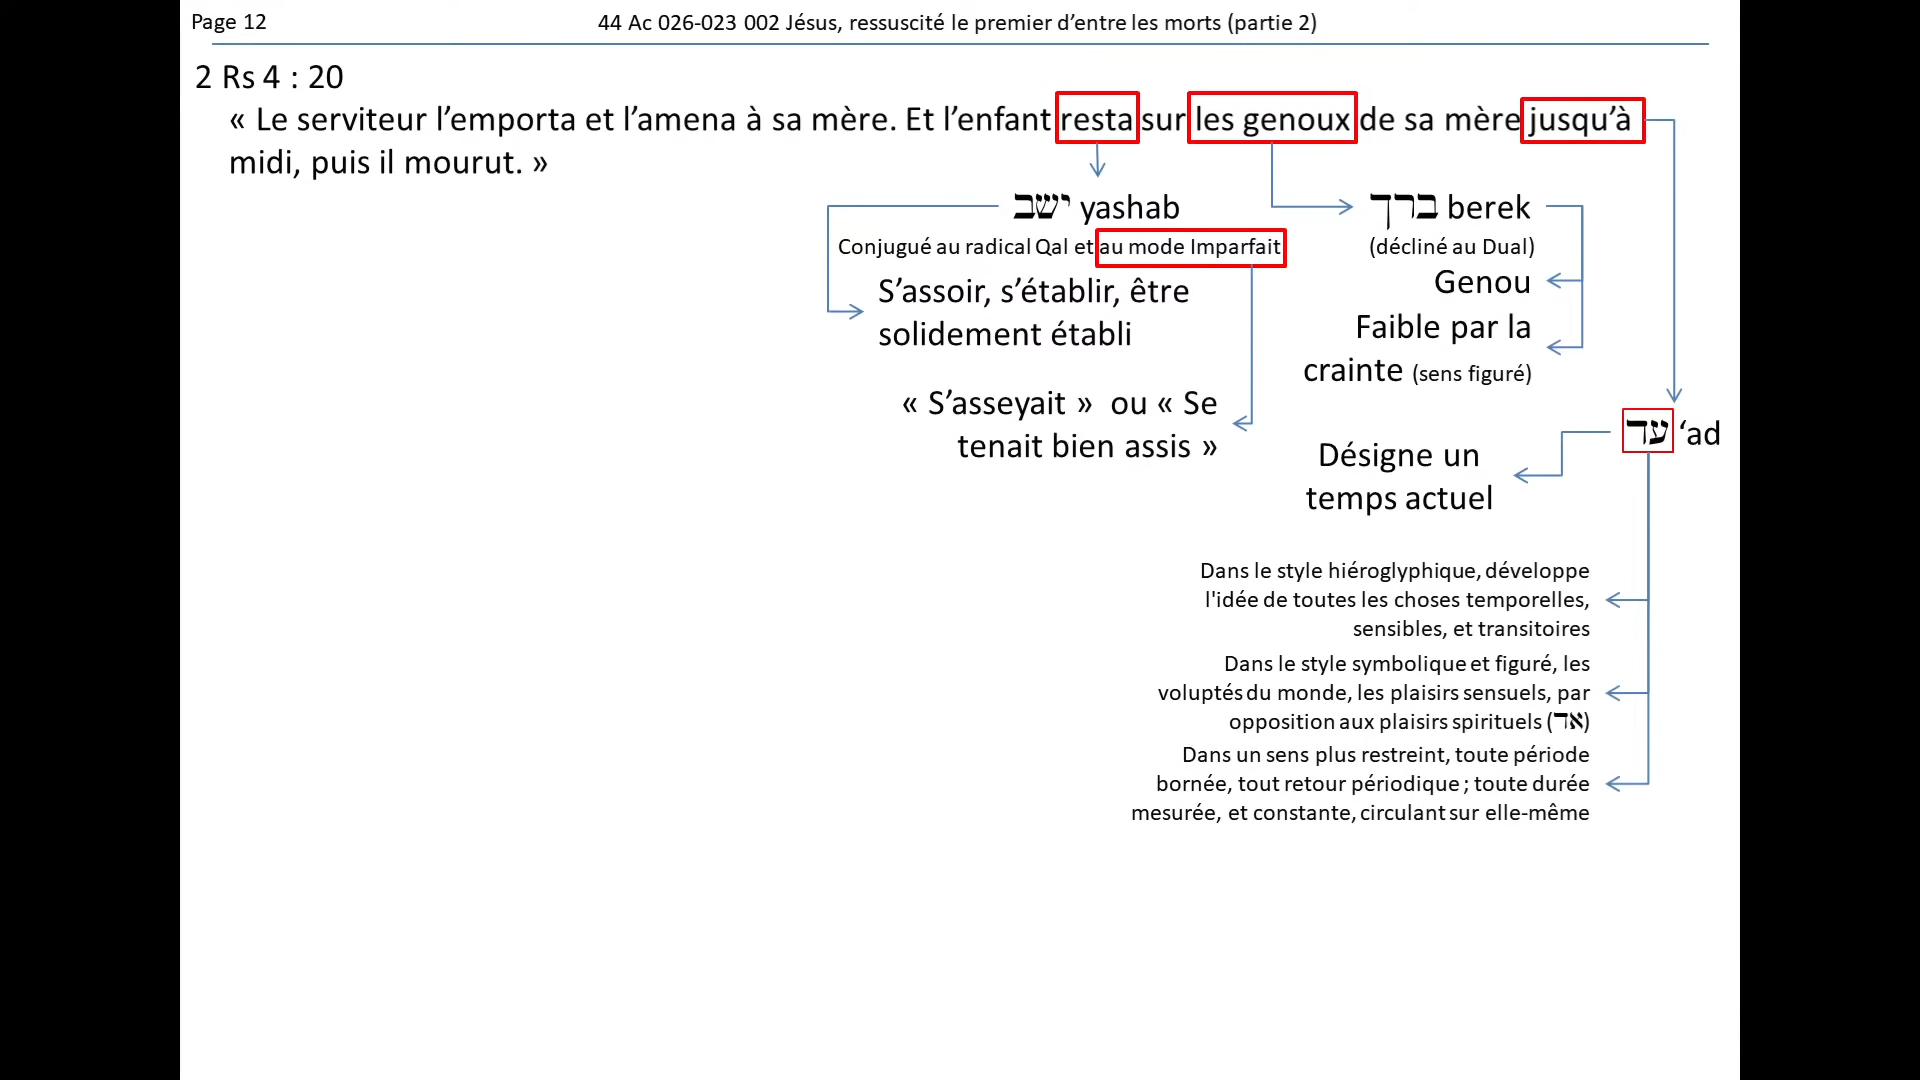 Page 12
44 Ac 026-023 002 Jésus, ressuscité le premier d’entre les morts (partie 2)
2 Rs 4 : 20
« Le serviteur l’emporta et l’amena à sa mère. Et l’enfant resta sur les genoux de sa mère jusqu’à
midi, puis il mourut. »
ישב yashab
Conjugué au radical Qal et au mode Imparfait
S’assoir, s’établir, être
solidement établi
« S’asseyait » ou « Se
tenait bien assis »
ברך berek
(décliné au Dual)
Genou
Faible par la
crainte (sens figuré)
עד ‘ad
Désigne un
temps actuel
Dans le style hiéroglyphique, développe
l'idée de toutes les choses temporelles,
sensibles, et transitoires
Dans le style symbolique et figuré, les
voluptés du monde, les plaisirs sensuels, par
opposition aux plaisirs spirituels (אד)
Dans un sens plus restreint, toute période
bornée, tout retour périodique ; toute durée
mesurée, et constante, circulant sur elle-même